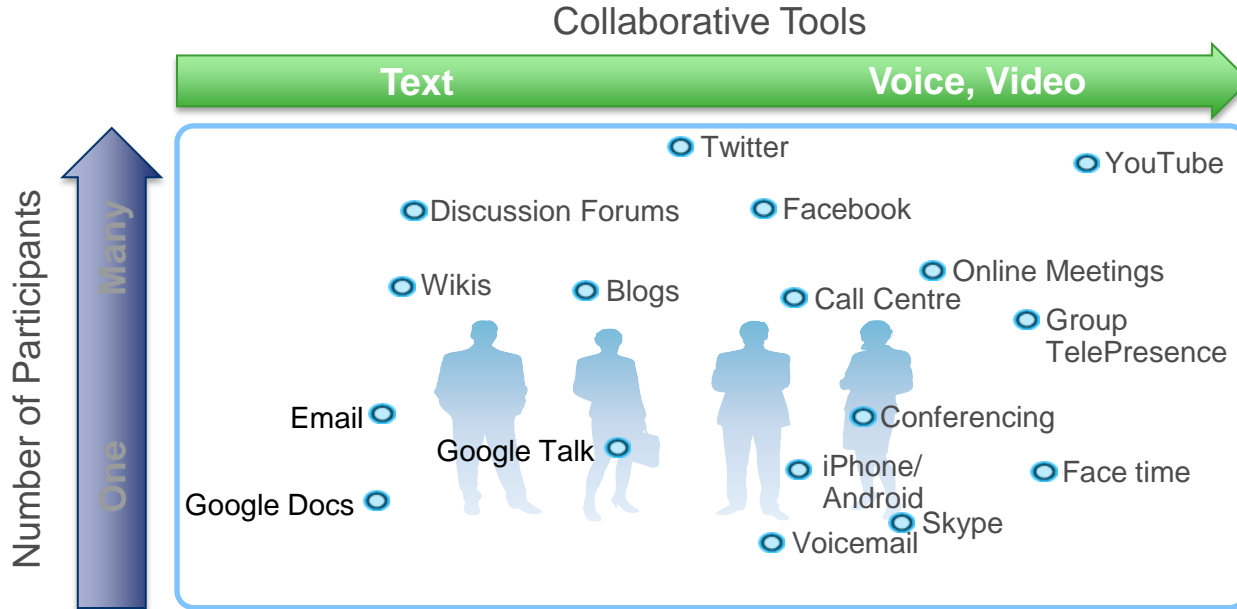 Collaborative Tools
Text
Voice, Video
Number of Participants
Many
One
Twitter
YouTube
Discussion Forums
Facebook
Wikis
Blogs
Online Meetings
Call Centre
Group
TelePresence
Email
Conferencing
Google Talk
iPhone/
Android
Face time
Google Docs
Skype
Voicemail